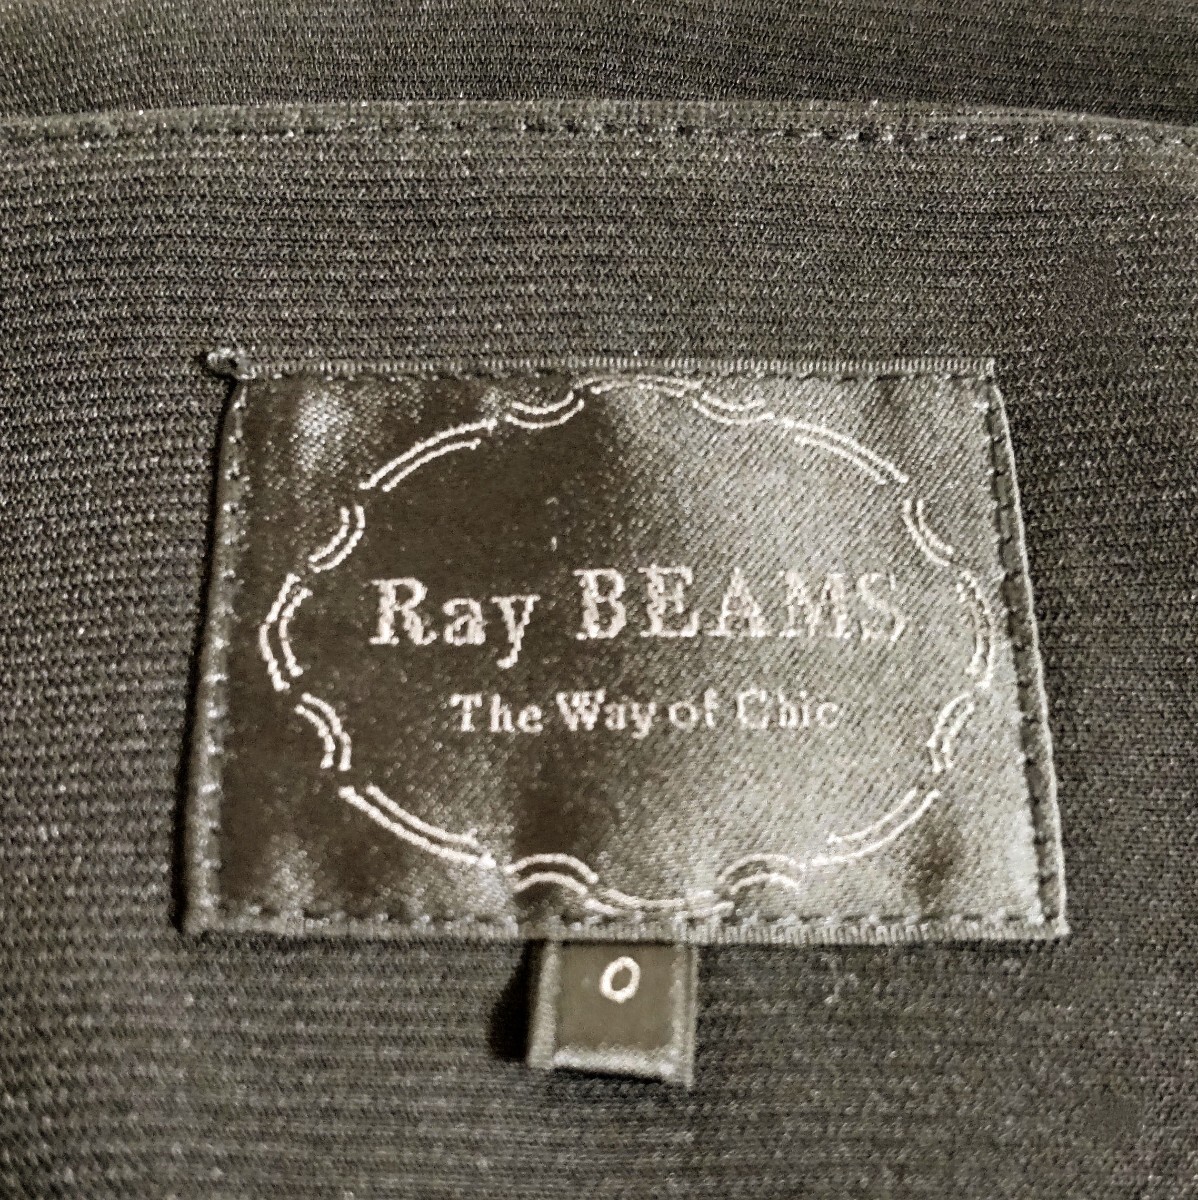 Ray BEAMS
The Way of Chic
0